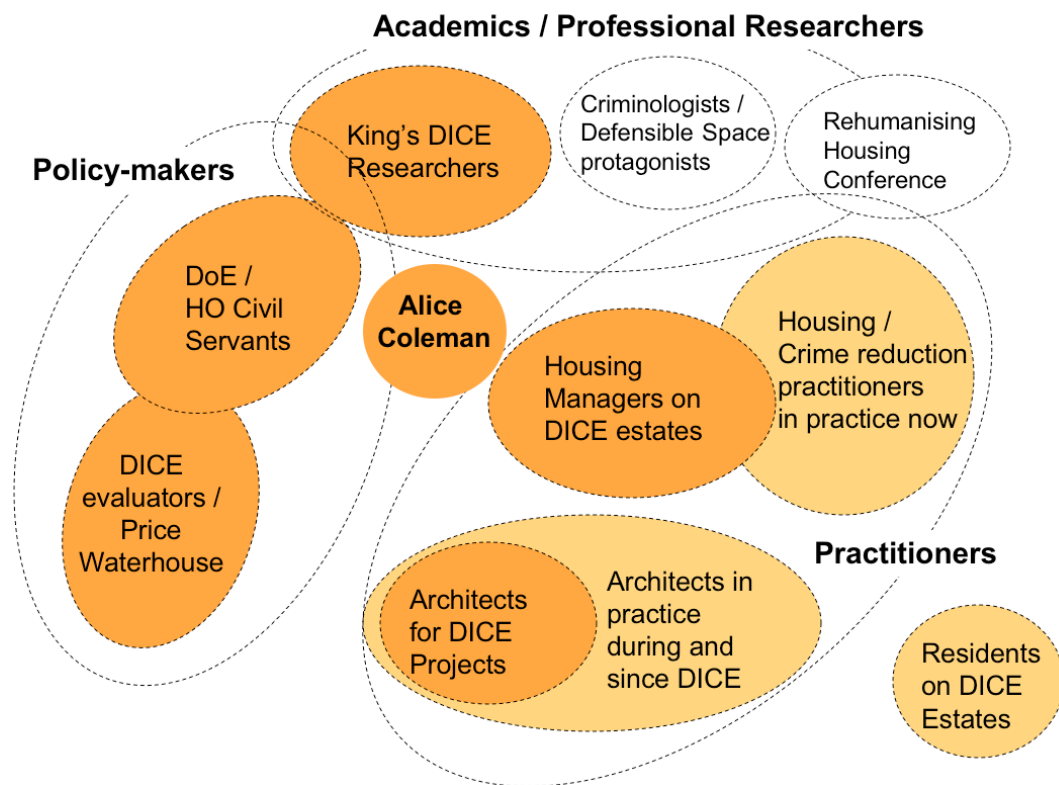 Academics / Professional Researchers
Policy-makers
King's DICE
Researchers
Criminologists /
Defensible Space
protagonists
Rehumanising
Housing
Conference
DoE /
HO Civil
Servants
Alice
Coleman
Housing
Managers on
DICE estates
Housing /
Crime reduction
practitioners
in practice now
DICE
evaluators /
Price
Waterhouse
Practitioners
Architects
for DICE
Projects
Architects in
practice
during and
since DICE
Residents
on DICE
Estates